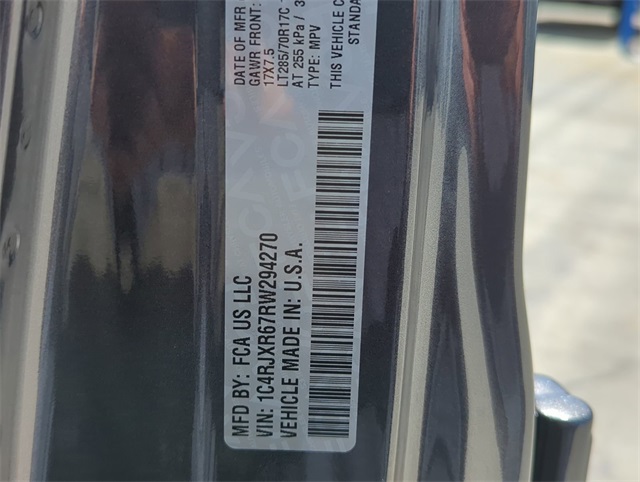 MFD BY: FCA US LLC
DATE OF MFR
GAWR FRONT:
17X7.5
LT285/70R17C
AT 255 kPa / 3
TYPE: MPV
THIS VEHICLE C
STANDA
VIN: 1C4RJXR67RW294270
VEHICLE MADE IN: U.S.A.